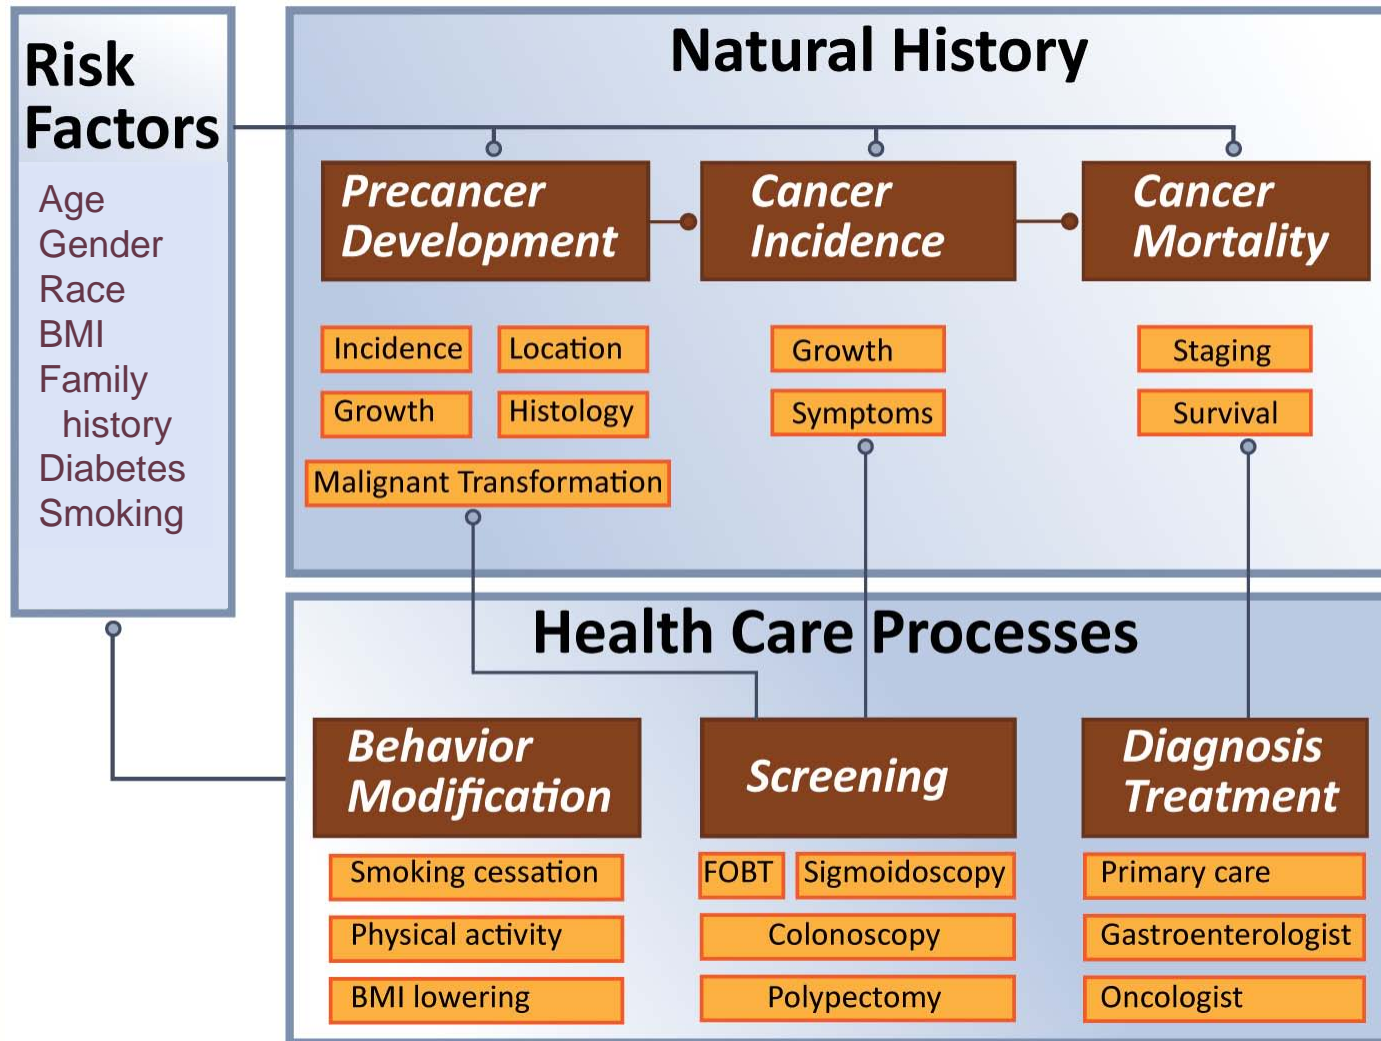 Risk
Factors
Age
Gender
Race
BMI
Family
history
Diabetes
Smoking
Natural History
Precancer
Development
Cancer
Incidence
Cancer
Mortality
Incidence
Location
Growth
Histology
Malignant Transformation
Growth
Symptoms
Staging
Survival
Health Care Processes
Behavior
Modification
Screening
Diagnosis
Treatment
Smoking cessation
Physical activity
BMI lowering
FOBT
Sigmoidoscopy
Colonoscopy
Polypectomy
Primary care
Gastroenterologist
Oncologist